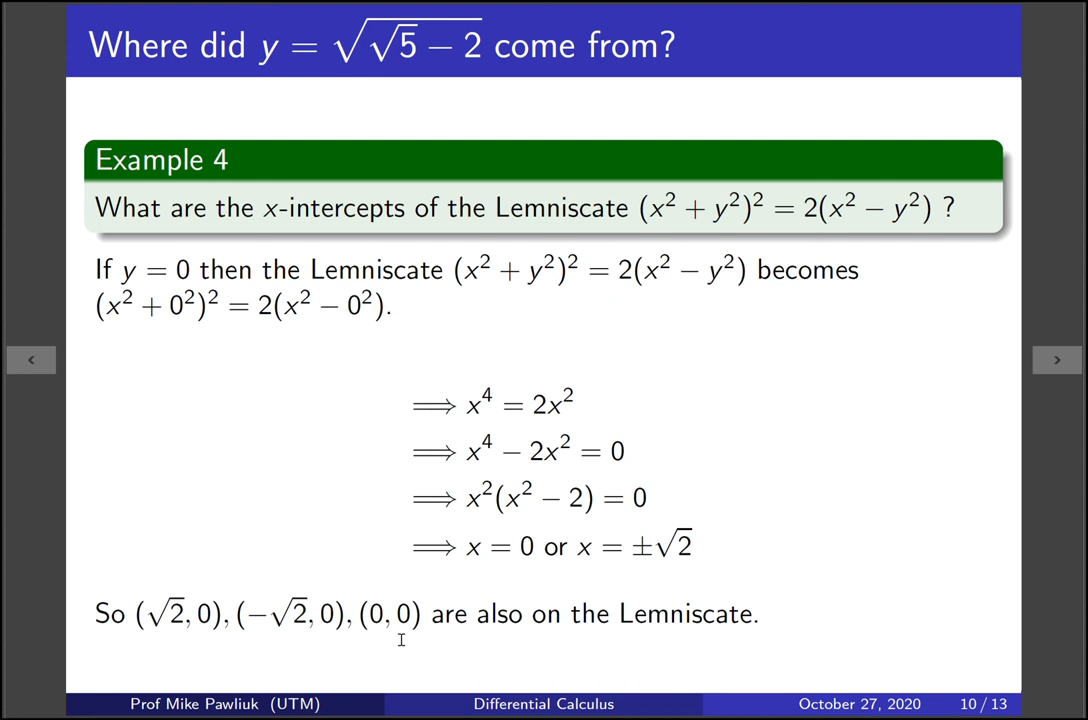 Where did y = √(√5 − 2) come from?
Example 4
What are the x-intercepts of the Lemniscate (x² + y²)² = 2(x² − y²) ?
If y = 0 then the Lemniscate (x² + y²)² = 2(x² − y²) becomes
(x² + 0²)² = 2(x² − 0²).
⟹ x⁴ = 2x²
⟹ x⁴ − 2x² = 0
⟹ x²(x² − 2) = 0
⟹ x = 0 or x = ±√2
So (√2, 0), (−√2, 0), (0, 0) are also on the Lemniscate.
Prof Mike Pawliuk (UTM) Differential Calculus October 27, 2020 10 / 13